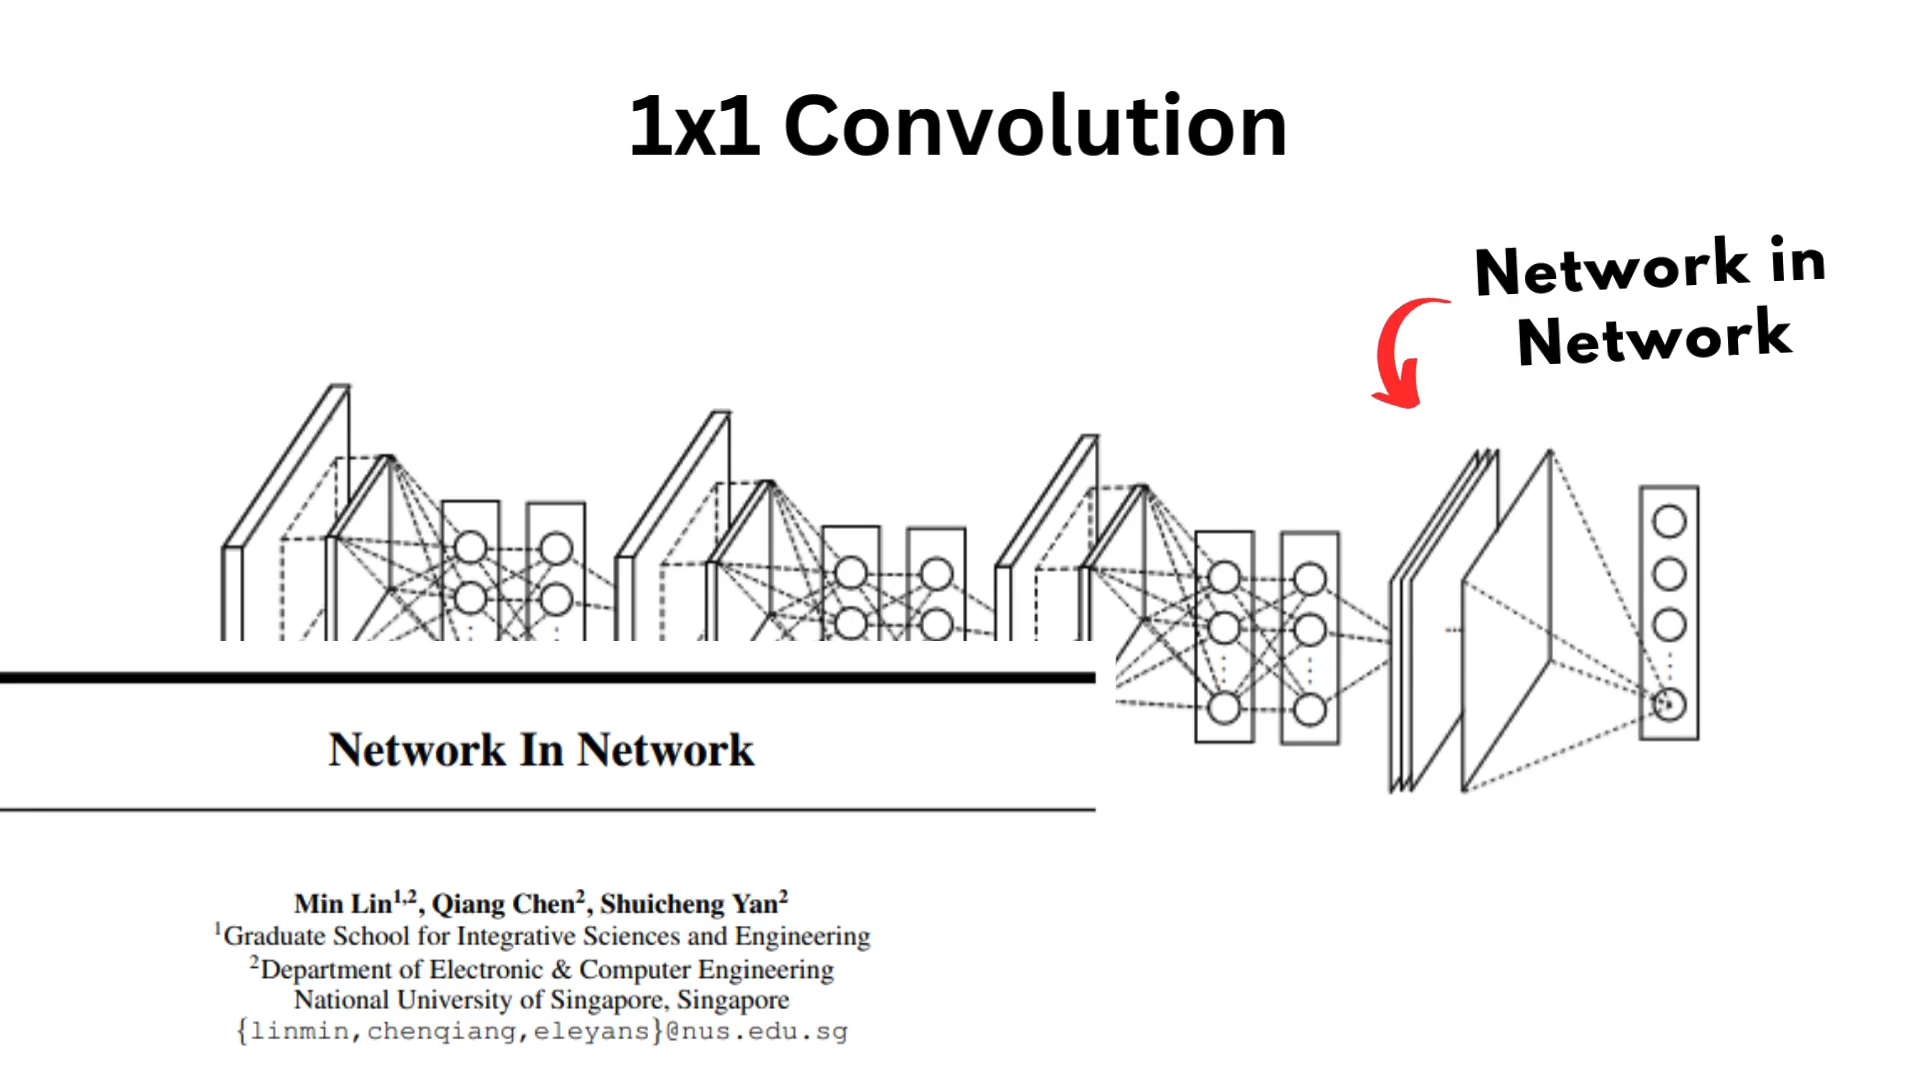 1x1 Convolution
Network in
Network
Network In Network
Min Lin1,2, Qiang Chen2, Shuicheng Yan2
1Graduate School for Integrative Sciences and Engineering
2Department of Electronic & Computer Engineering
National University of Singapore, Singapore
{linmin,chenqiang,eleyans}@nus.edu.sg